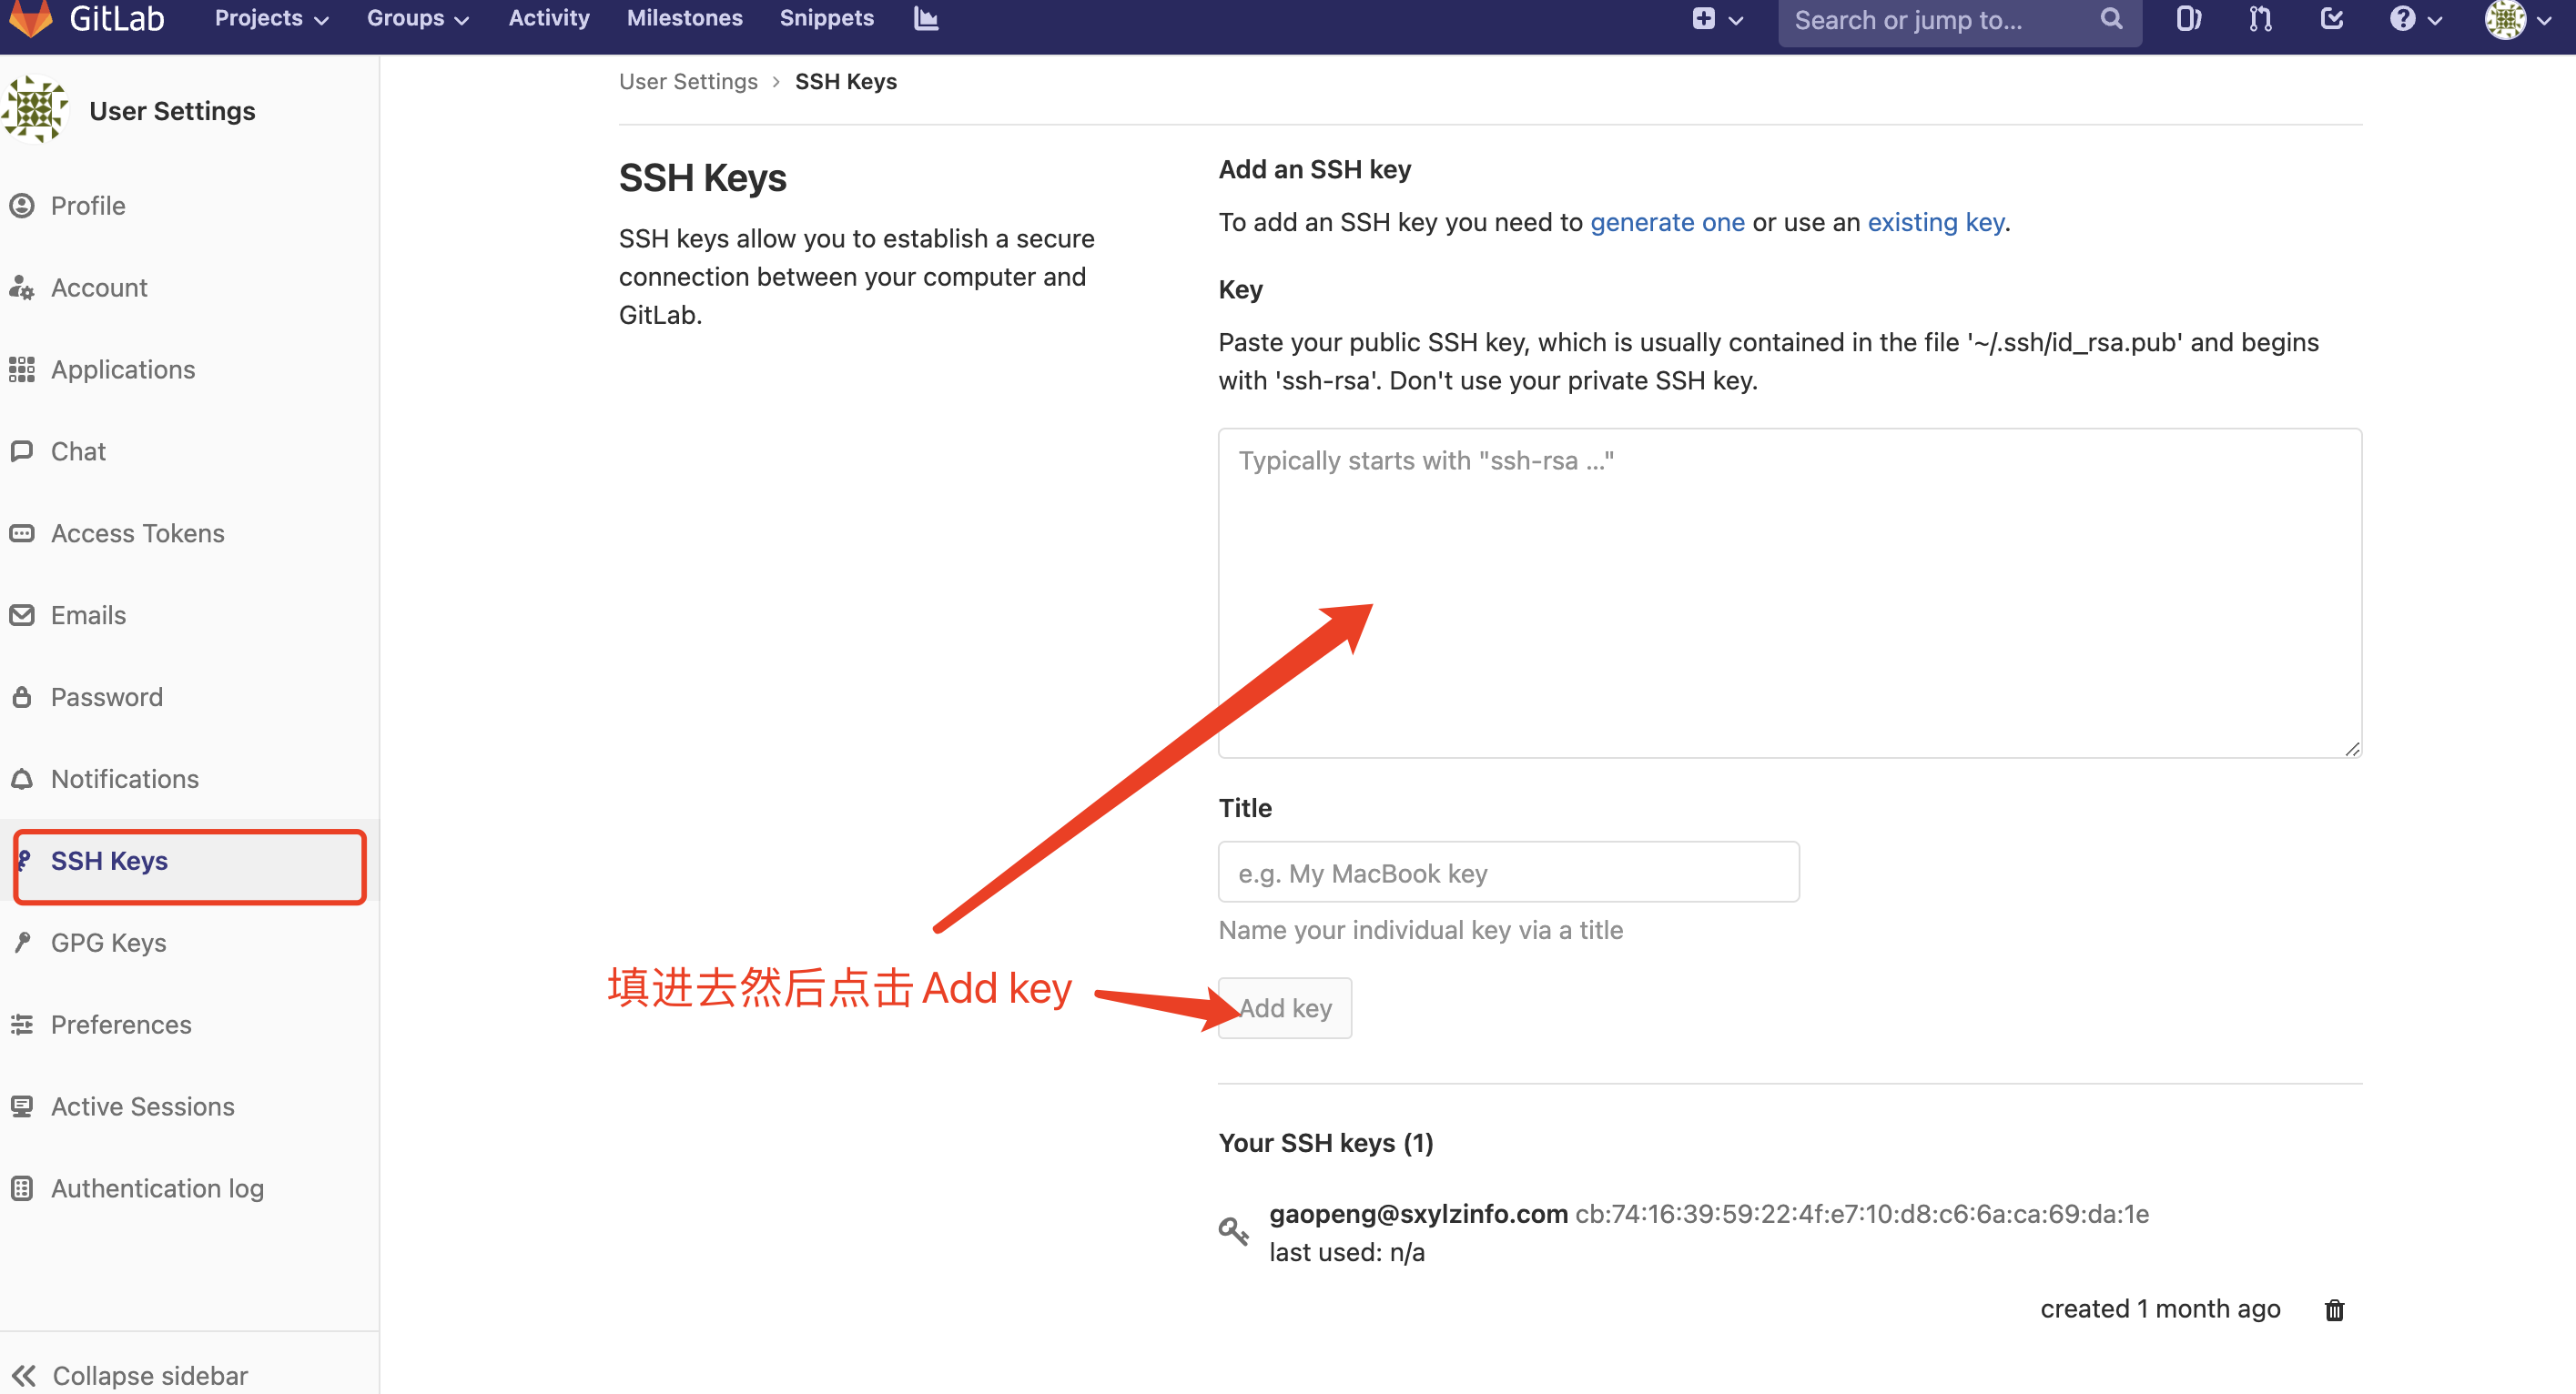 GitLab Projects Groups Activity Milestones Snippets Search or jump to...
User Settings
Profile
Account
Applications
Chat
Access Tokens
Emails
Password
Notifications
SSH Keys
GPG Keys
Preferences
Active Sessions
Authentication log
Collapse sidebar
User Settings > SSH Keys
SSH Keys
SSH keys allow you to establish a secure
connection between your computer and
GitLab.
Add an SSH key
To add an SSH key you need to generate one or use an existing key.
Key
Paste your public SSH key, which is usually contained in the file '~/.ssh/id_rsa.pub' and begins
with 'ssh-rsa'. Don't use your private SSH key.
Typically starts with "ssh-rsa ..."
Title
e.g. My MacBook key
Name your individual key via a title
填进去然后点击Add key
Add key
Your SSH keys (1)
gaopeng@sxylzinfo.com cb:74:16:39:59:22:4f:e7:10:d8:c6:6a:ca:69:da:1e
last used: n/a
created 1 month ago